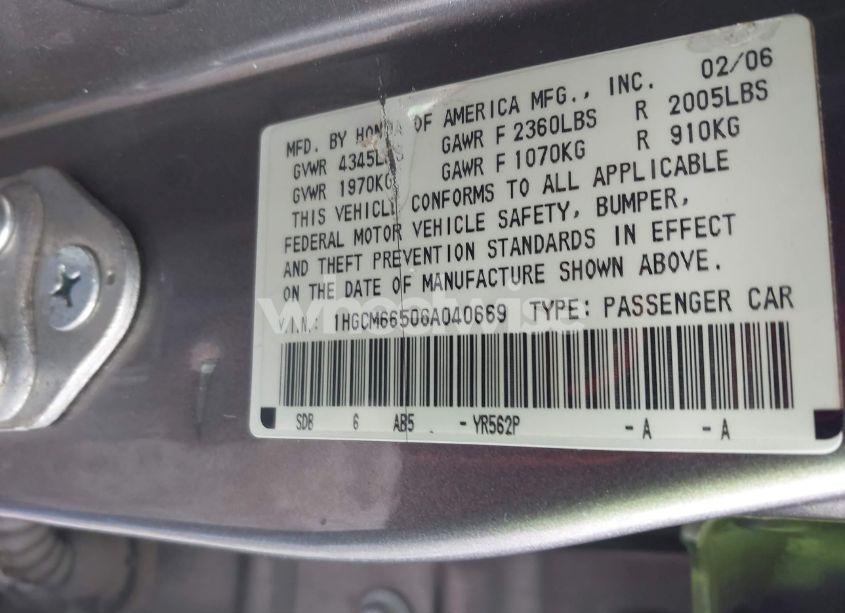 02/06
MFD. BY HONDA OF AMERICA MFG., INC.
GVWR 4345LBS GAWR F 2360LBS R 2005LBS
GVWR 1970KG GAWR F 1070KG R 910KG
THIS VEHICLE CONFORMS TO ALL APPLICABLE
FEDERAL MOTOR VEHICLE SAFETY, BUMPER,
AND THEFT PREVENTION STANDARDS IN EFFECT
ON THE DATE OF MANUFACTURE SHOWN ABOVE.
V.I.N.: 1HGCM66506A040669 TYPE: PASSENGER CAR
SDB 6 AB5 - YR562P - A - A